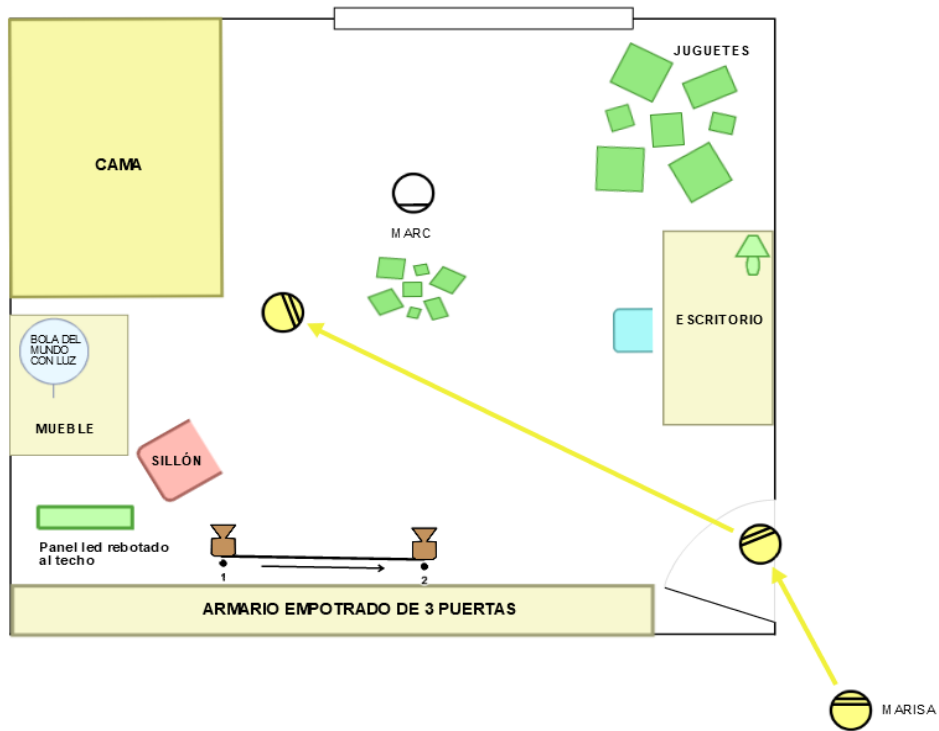 JUGUETES
CAMA
MARC
ESCRITORIO
BOLA DEL
MUNDO
CON LUZ
MUEBLE
SILLÓN
Panel led rebotado
al techo
1
2
ARMARIO EMPOTRADO DE 3 PUERTAS
MARISA